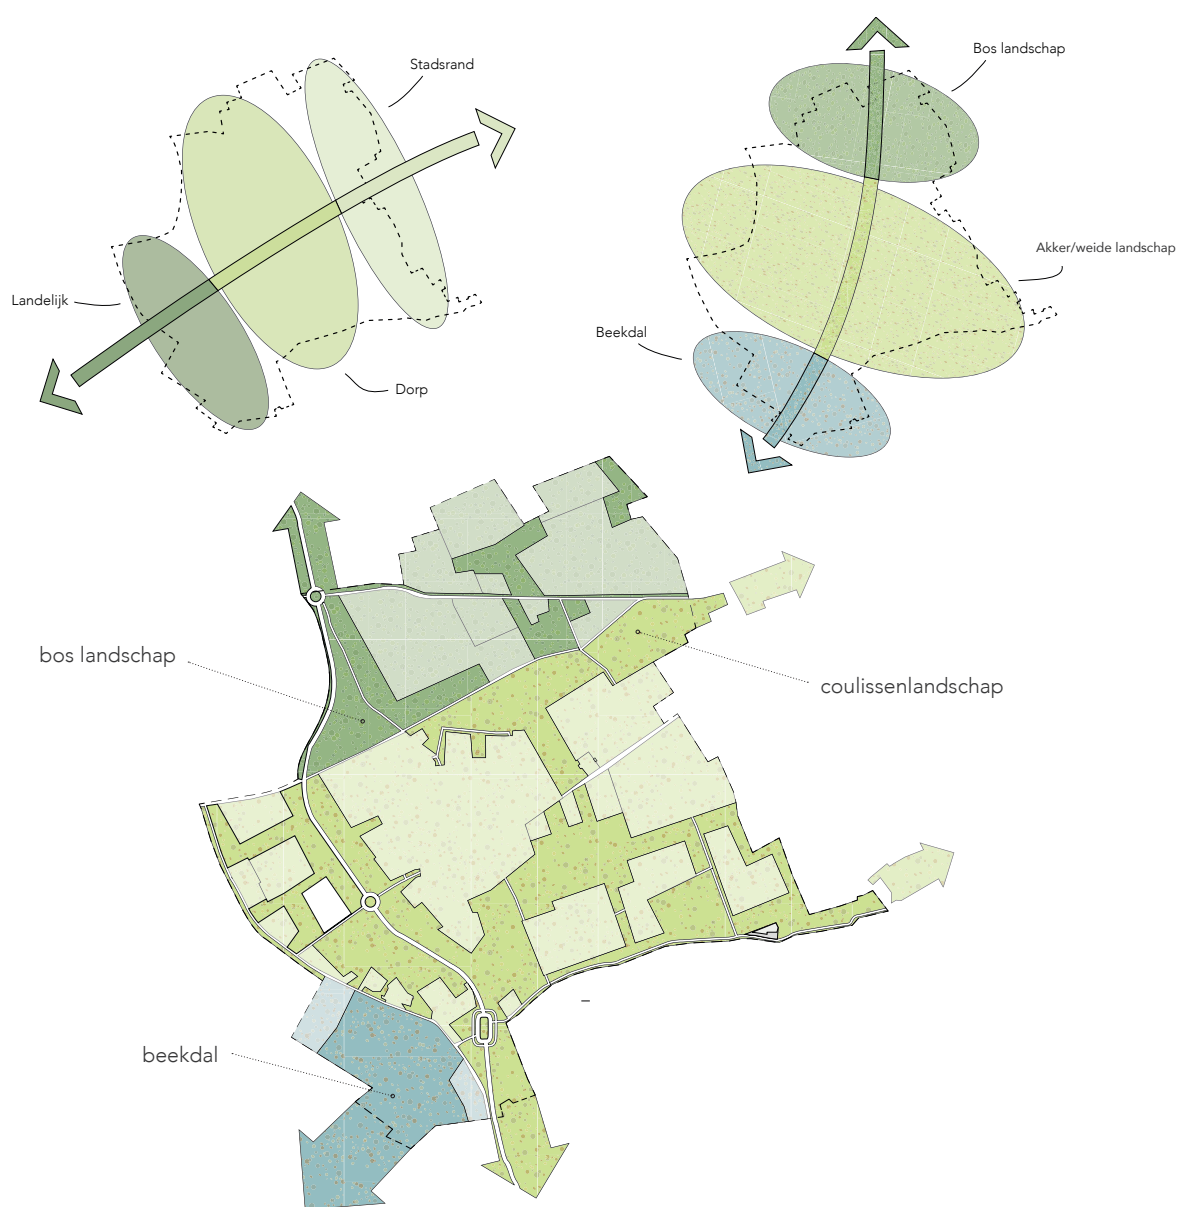 Stadsrand
Landelijk
Dorp
Bos landschap
Akker/weide landschap
Beekdal
bos landschap
coulissenlandschap
beekdal